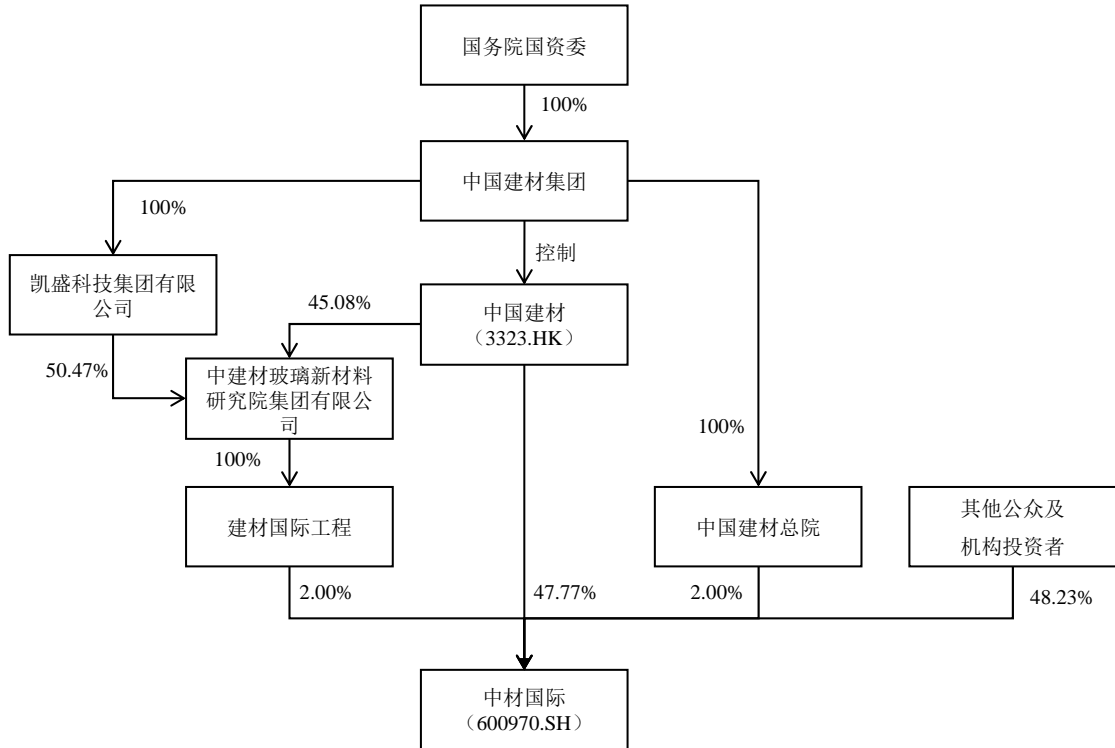 国务院国资委
100%
中国建材集团
100%
控制
凯盛科技集团有限
公司
45.08%
中国建材
（3323.HK）
50.47%
中建材玻璃新材料
研究院集团有限公
司
100%
100%
建材国际工程
中国建材总院
其他公众及
机构投资者
2.00%
47.77%
2.00%
48.23%
中材国际
（600970.SH）